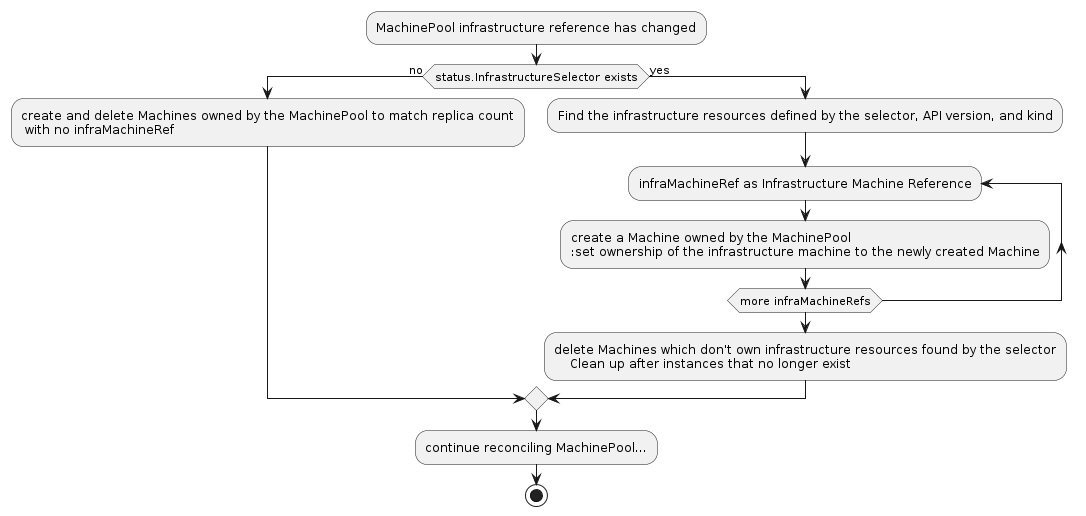 MachinePool infrastructure reference has changed
no
status.InfrastructureSelector exists
yes
create and delete Machines owned by the MachinePool to match replica count
with no infraMachineRef
Find the infrastructure resources defined by the selector, API version, and kind
infraMachineRef as Infrastructure Machine Reference
create a Machine owned by the MachinePool
:set ownership of the infrastructure machine to the newly created Machine
more infraMachineRefs
delete Machines which don't own infrastructure resources found by the selector
Clean up after instances that no longer exist
continue reconciling MachinePool...